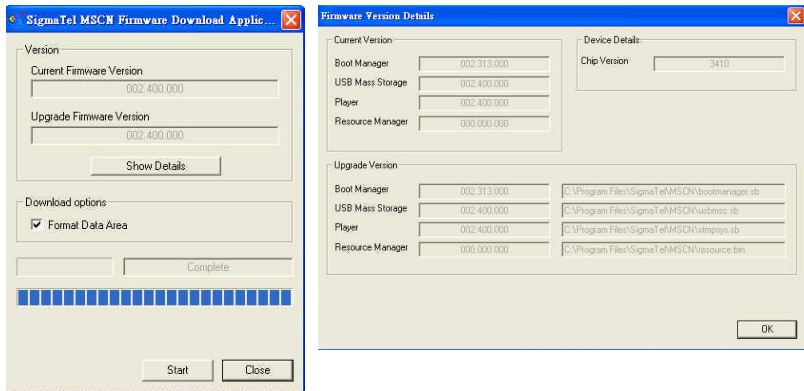 SigmaTel MSCN Firmware Download Applic...
Version
Current Firmware Version
002.400.000
Upgrade Firmware Version
002.400.000
Show Details
Download options
Format Data Area
Complete
Start
Close
Firmware Version Details
Current Version
Boot Manager 002.313.000
USB Mass Storage 002.400.000
Player 002.400.000
Resource Manager 000.000.000
Device Details
Chip Version 3410
Upgrade Version
Boot Manager 002.313.000 C:\Program Files\SigmaTel\MSCN\bootmanager.sb
USB Mass Storage 002.400.000 C:\Program Files\SigmaTel\MSCN\usbmsc.sb
Player 002.400.000 C:\Program Files\SigmaTel\MSCN\stmpsys.sb
Resource Manager 000.000.000 C:\Program Files\SigmaTel\MSCN\resource.bin
OK